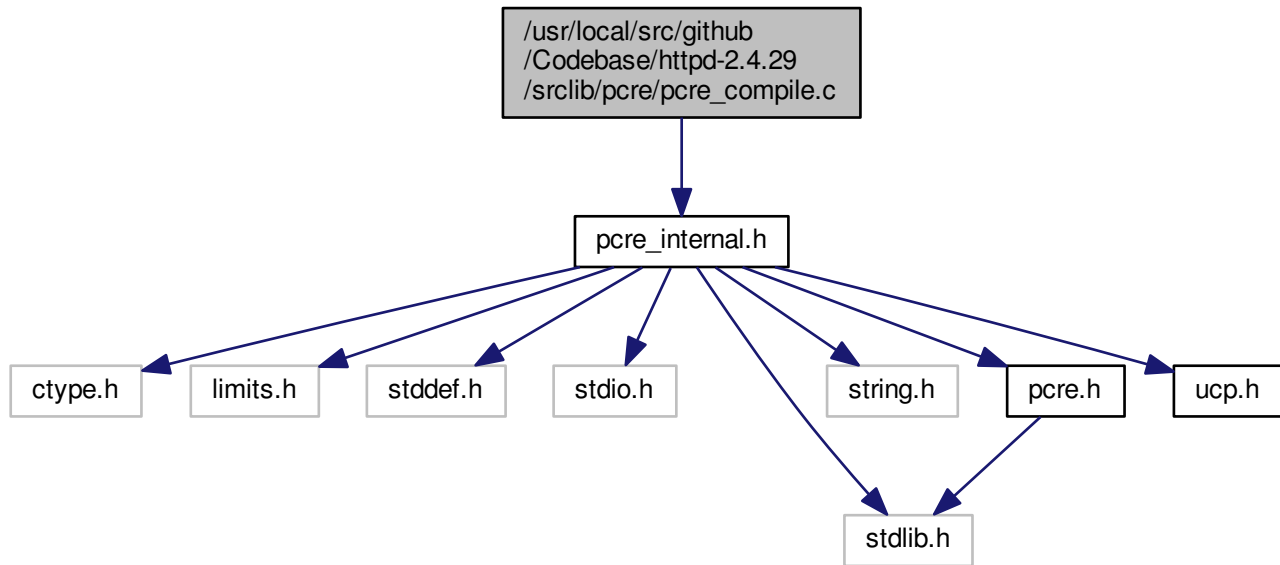 /usr/local/src/github
/Codebase/httpd-2.4.29
/srclib/pcre/pcre_compile.c
pcre_internal.h
ctype.h
limits.h
stddef.h
stdio.h
string.h
pcre.h
ucp.h
stdlib.h